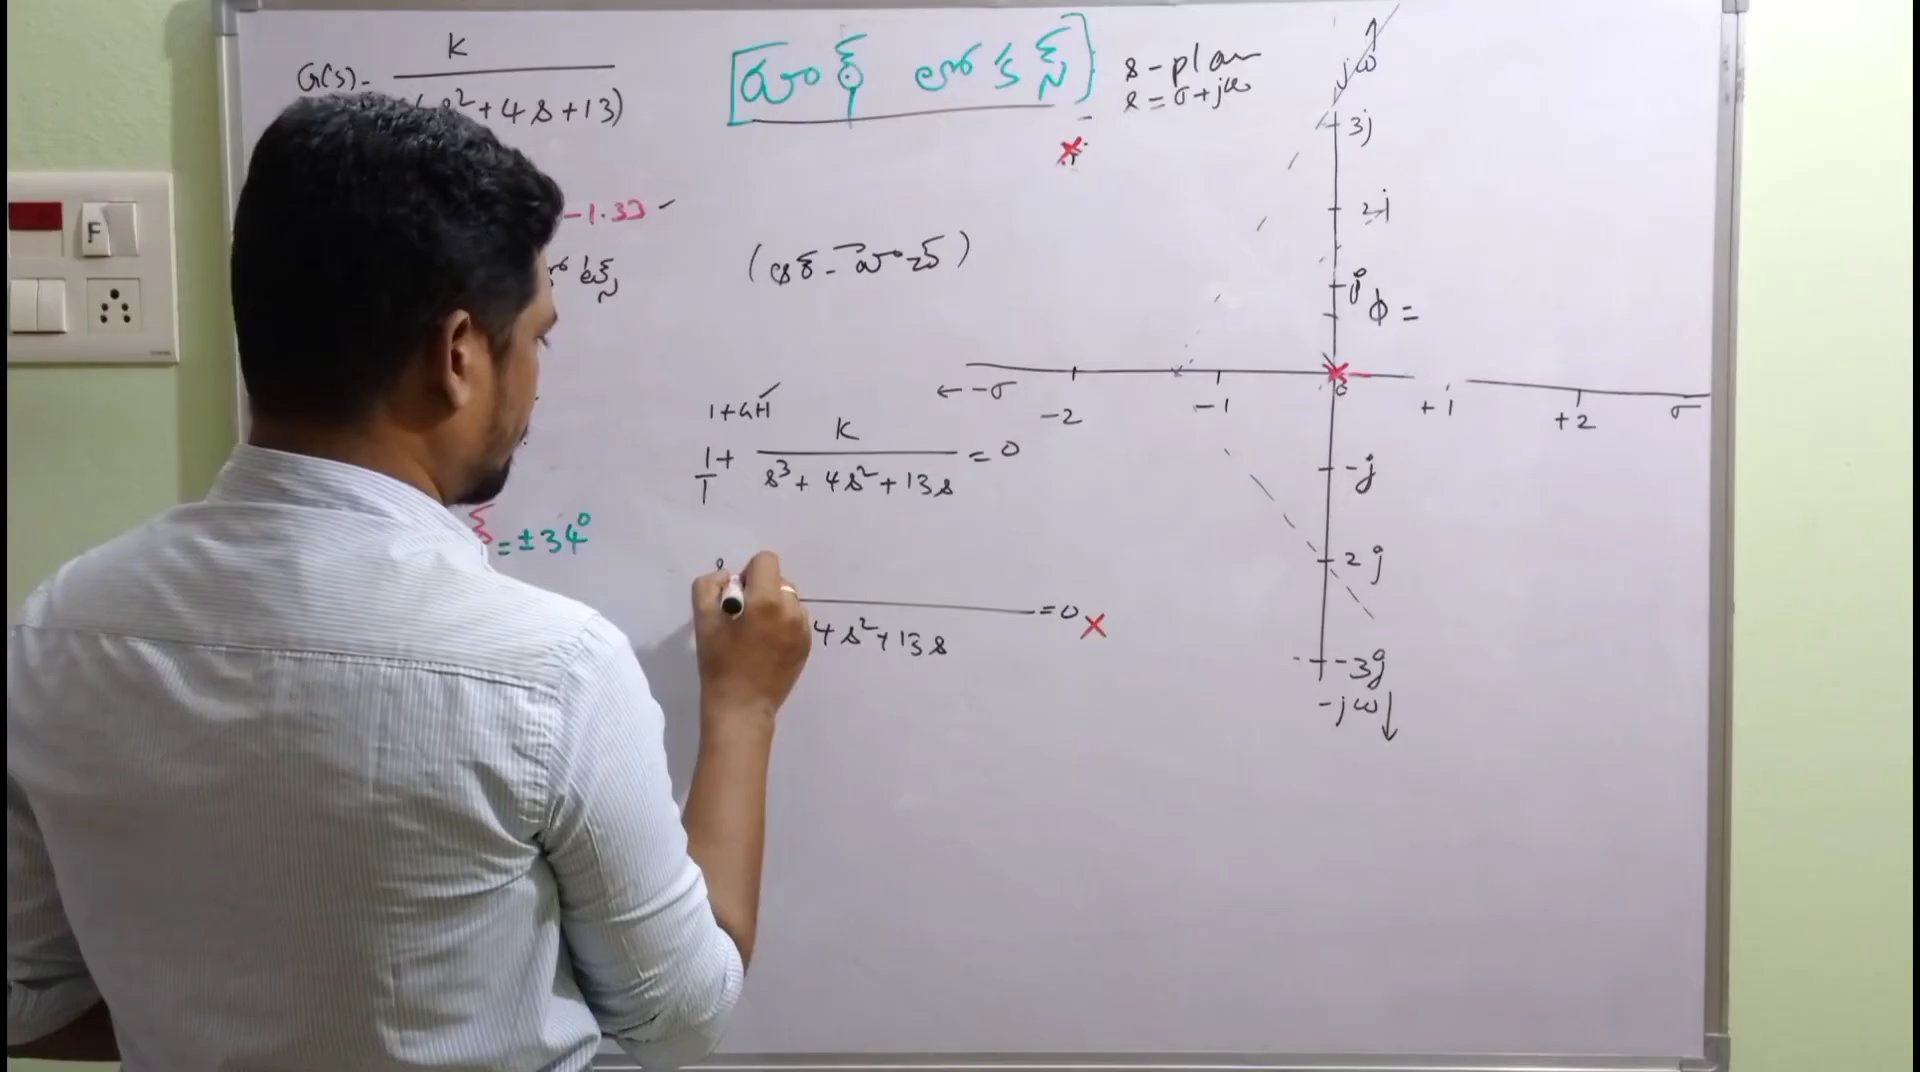 G(s) = K
s²+4s+13)
-1.33 ✓
= ±34°
[రూట్ లోకస్]
s-plan
s = σ+jω
1+GH
1/1 + K/(s³+4s²+13s) = 0
4s²+13s = 0
jω
3j
2j
j
ϕ =
← -σ
-2
-1
0
+1
+2
σ
-j
2j
-3j
-jω
F